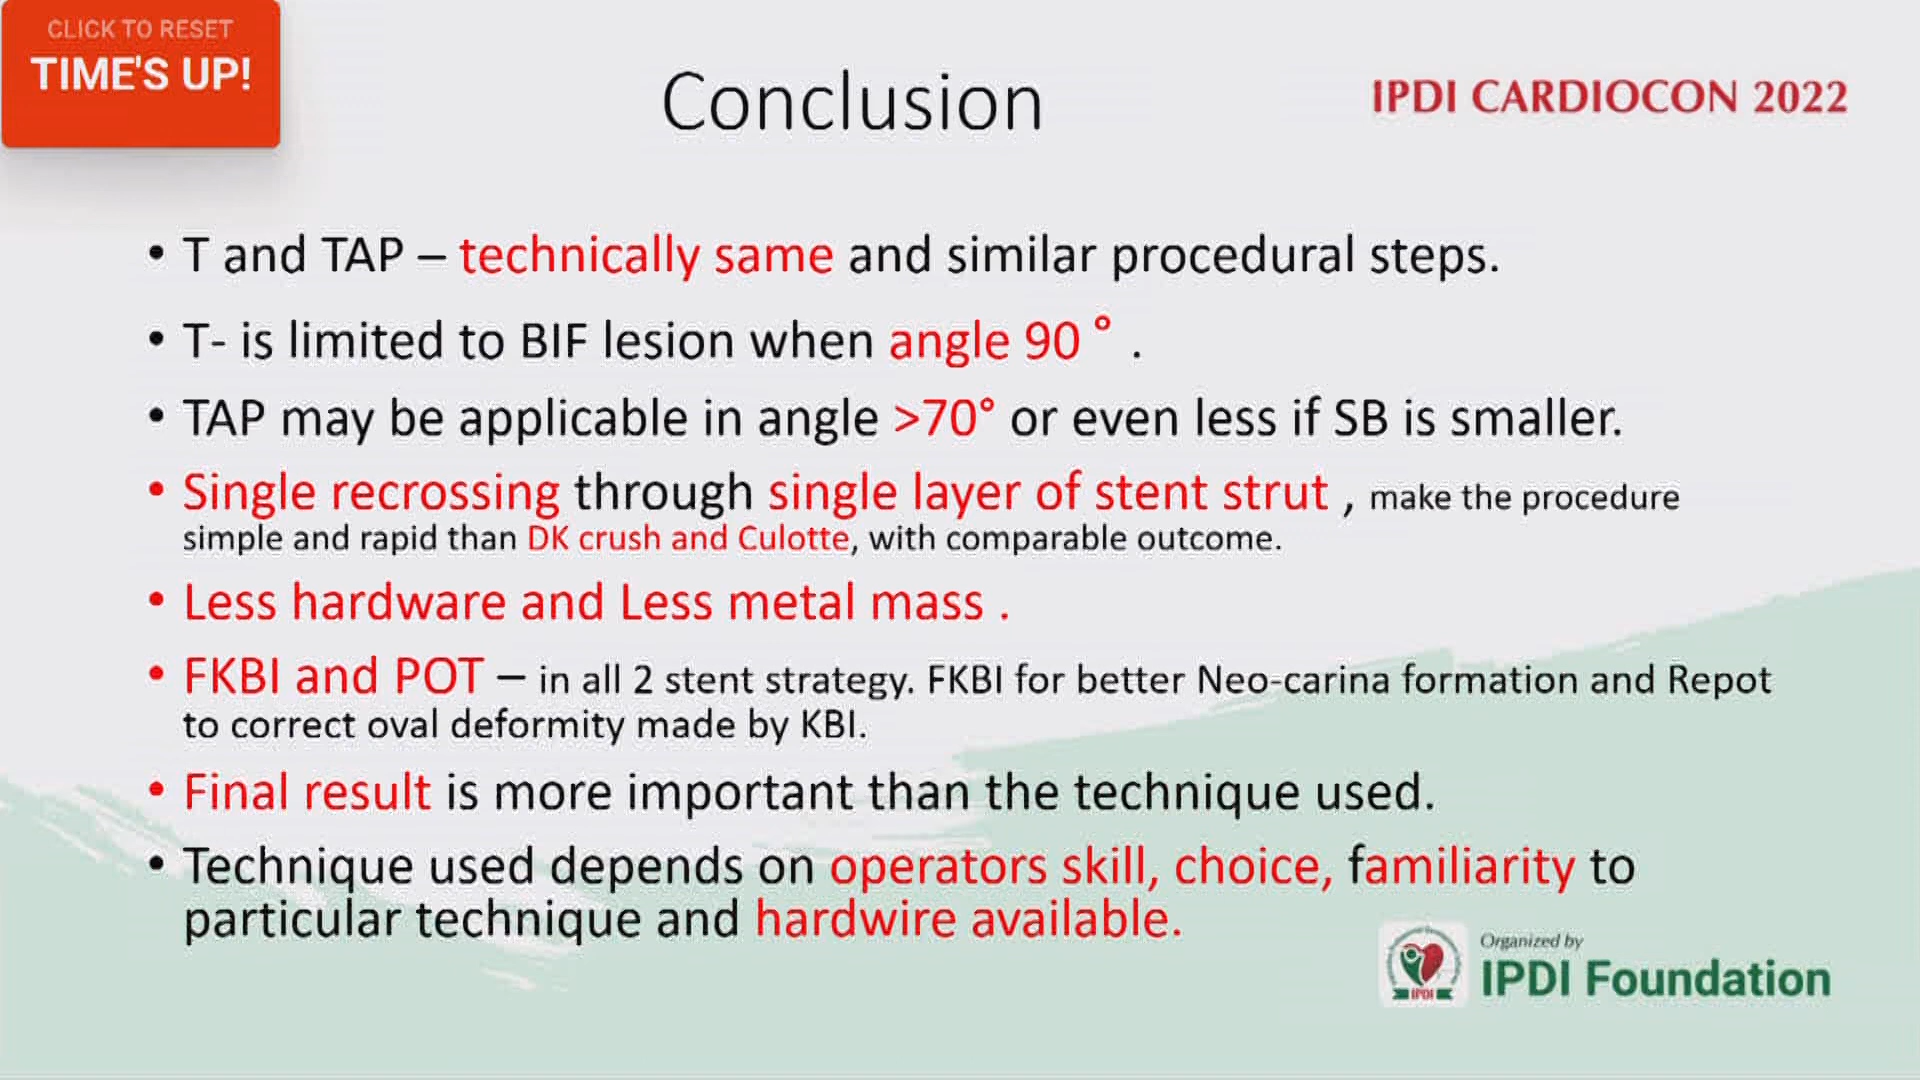 CLICK TO RESET
TIME'S UP!
Conclusion
IPDI CARDIOCON 2022
• T and TAP – technically same and similar procedural steps.
• T- is limited to BIF lesion when angle 90 ° .
• TAP may be applicable in angle >70° or even less if SB is smaller.
• Single recrossing through single layer of stent strut , make the procedure
simple and rapid than DK crush and Culotte, with comparable outcome.
• Less hardware and Less metal mass .
• FKBI and POT – in all 2 stent strategy. FKBI for better Neo-carina formation and Repot
to correct oval deformity made by KBI.
• Final result is more important than the technique used.
• Technique used depends on operators skill, choice, familiarity to
particular technique and hardwire available.
Organized by
IPDI Foundation
IPDI